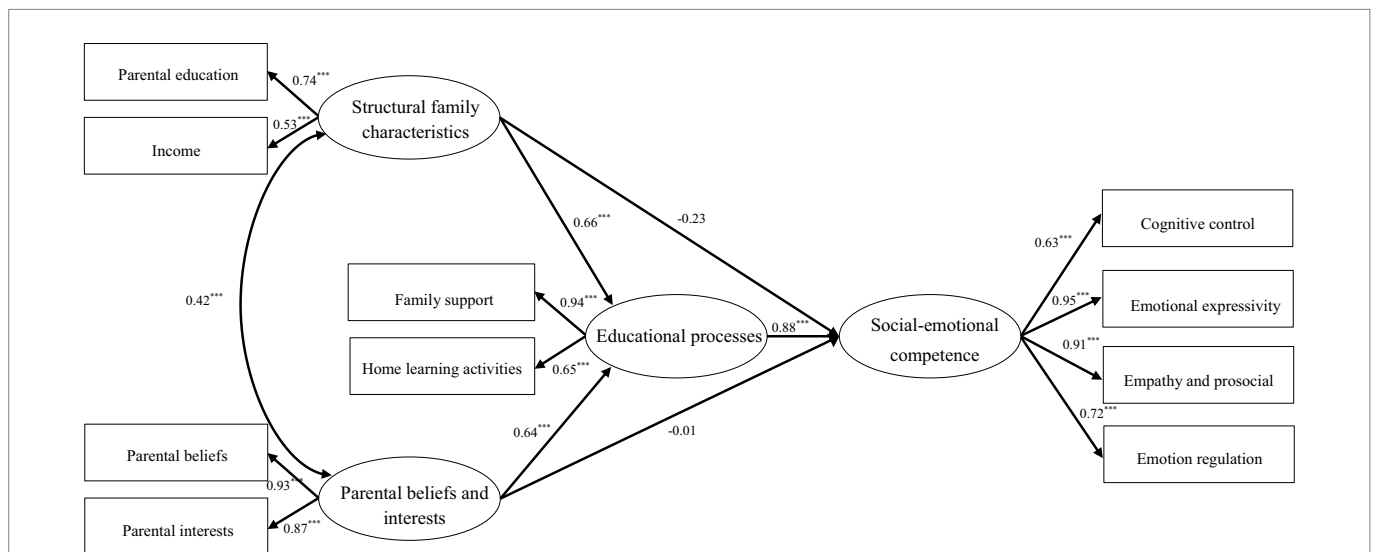 Parental education
0.74***
Structural family
characteristics
0.53***
Income
Cognitive control
0.63***
0.66***
-0.23
Family support
0.94***
0.42***
0.95***
Emotional expressivity
Educational processes
0.88***
Social-emotional
competence
0.91***
Home learning activities
0.65***
Empathy and prosocial
0.72***
0.64***
-0.01
Parental beliefs
Emotion regulation
0.93***
Parental beliefs and
interests
Parental interests
0.87***